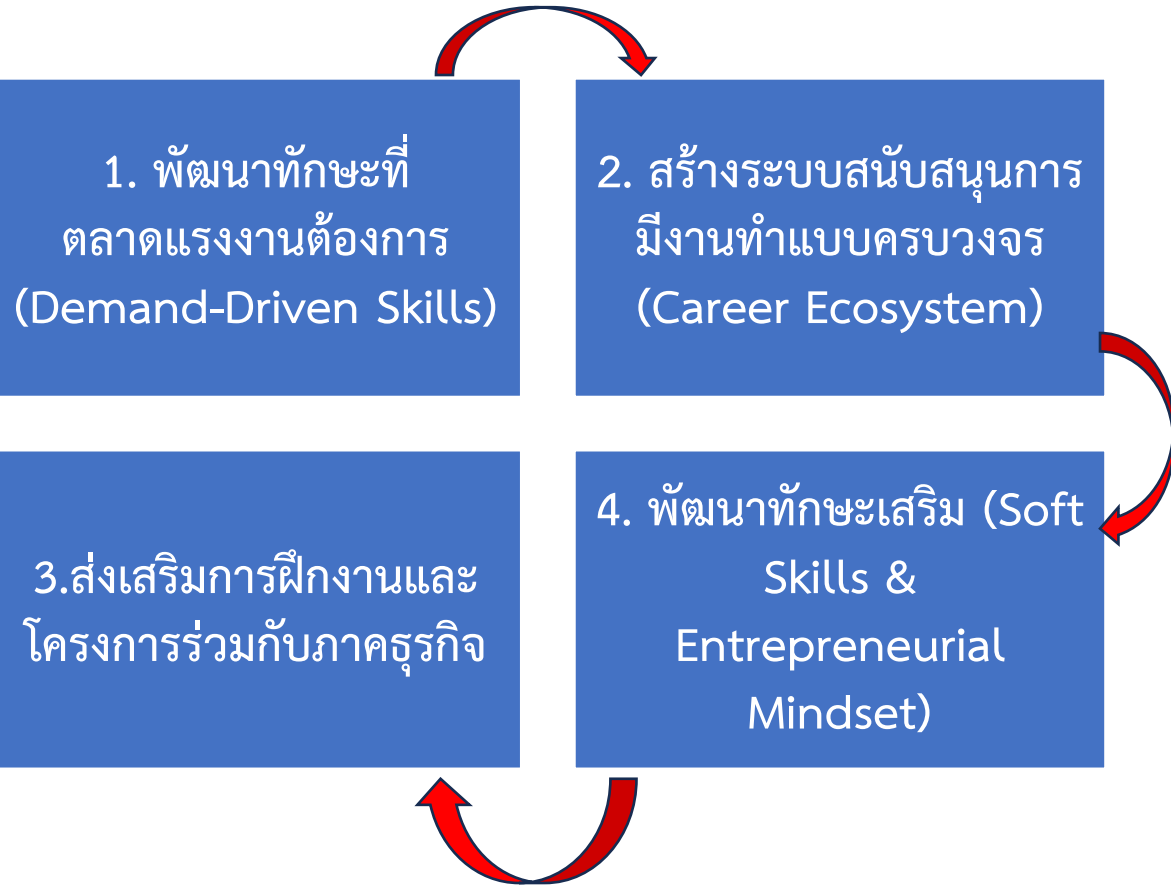 1. พัฒนาทักษะที่
ตลาดแรงงานต้องการ
(Demand-Driven Skills)
2. สร้างระบบสนับสนุนการ
มีงานทำแบบครบวงจร
(Career Ecosystem)
3.ส่งเสริมการฝึกงานและ
โครงการร่วมกับภาคธุรกิจ
4. พัฒนาทักษะเสริม (Soft
Skills &
Entrepreneurial
Mindset)